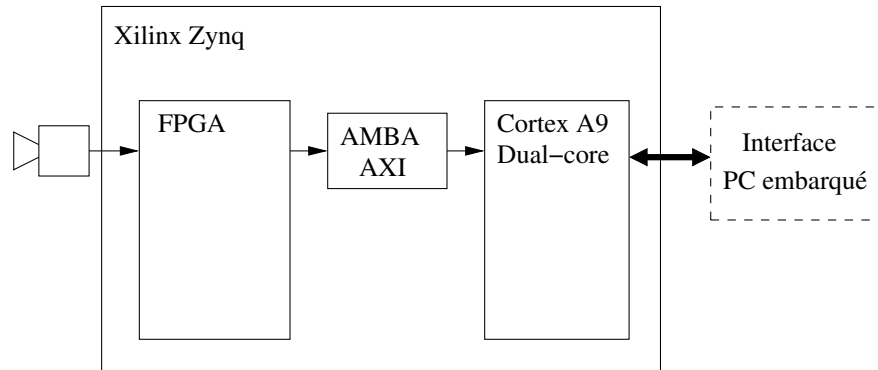 Xilinx Zynq
FPGA
AMBA
AXI
Cortex A9
Dual−core
Interface
PC embarqué